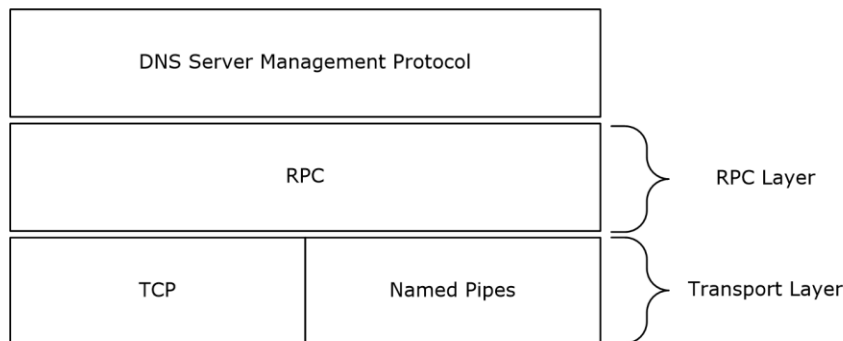 DNS Server Management Protocol
RPC
RPC Layer
TCP
Named Pipes
Transport Layer